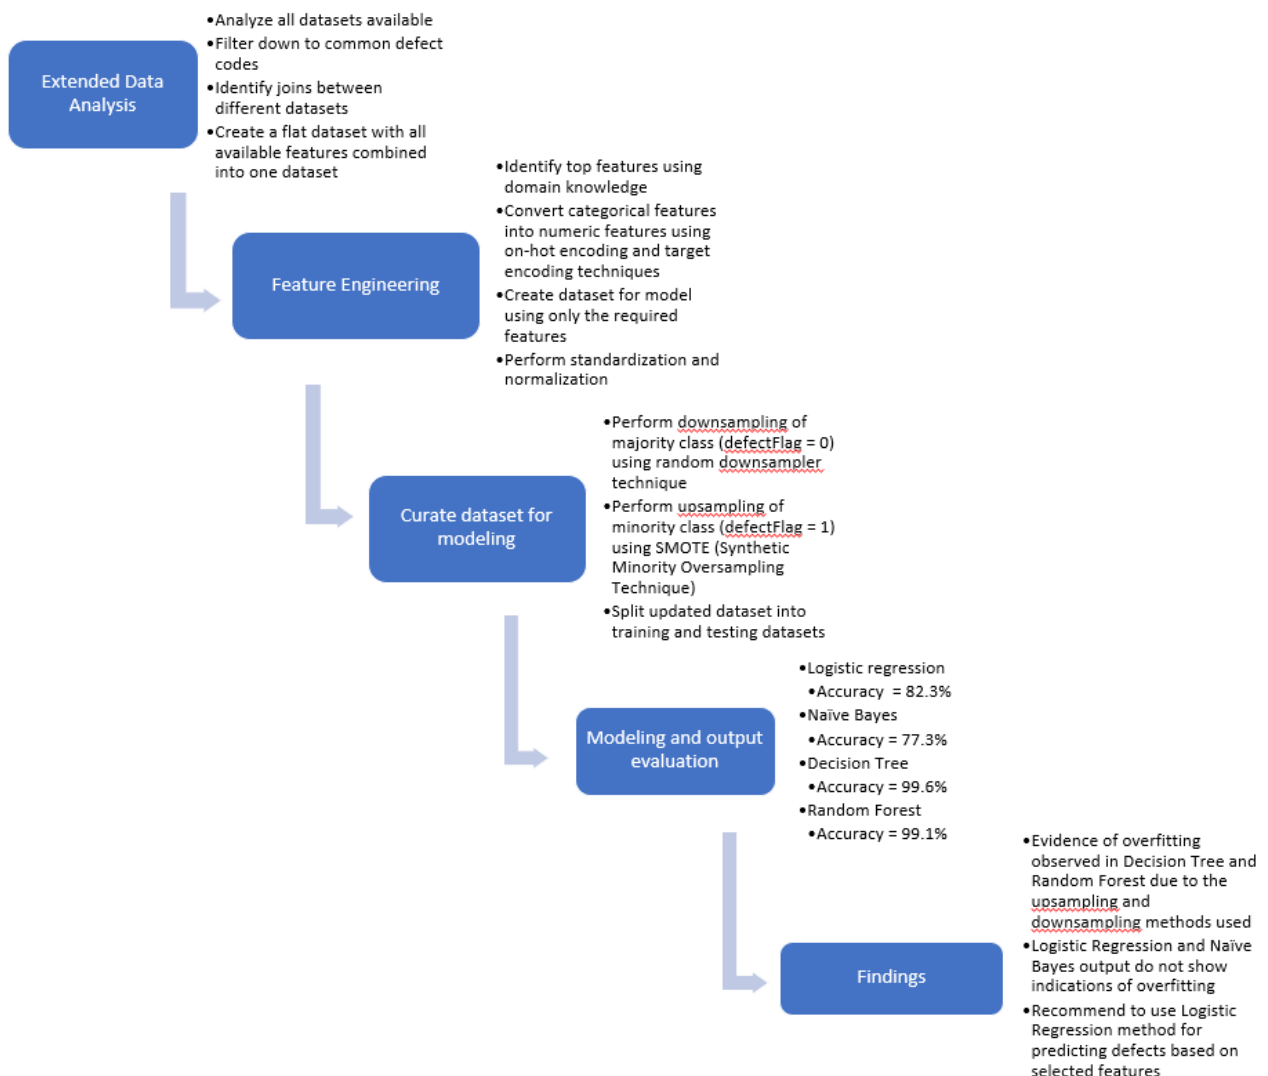 Extended Data
Analysis
•Analyze all datasets available
•Filter down to common defect
codes
•Identify joins between
different datasets
•Create a flat dataset with all
available features combined
into one dataset
Feature Engineering
•Identify top features using
domain knowledge
•Convert categorical features
into numeric features using
on-hot encoding and target
encoding techniques
•Create dataset for model
using only the required
features
•Perform standardization and
normalization
Curate dataset for
modeling
•Perform downsampling of
majority class (defectFlag = 0)
using random downsampler
technique
•Perform upsampling of
minority class (defectFlag = 1)
using SMOTE (Synthetic
Minority Oversampling
Technique)
•Split updated dataset into
training and testing datasets
Modeling and output
evaluation
•Logistic regression
•Accuracy = 82.3%
•Naïve Bayes
•Accuracy = 77.3%
•Decision Tree
•Accuracy = 99.6%
•Random Forest
•Accuracy = 99.1%
Findings
•Evidence of overfitting
observed in Decision Tree and
Random Forest due to the
upsampling and
downsampling methods used
•Logistic Regression and Naïve
Bayes output do not show
indications of overfitting
•Recommend to use Logistic
Regression method for
predicting defects based on
selected features